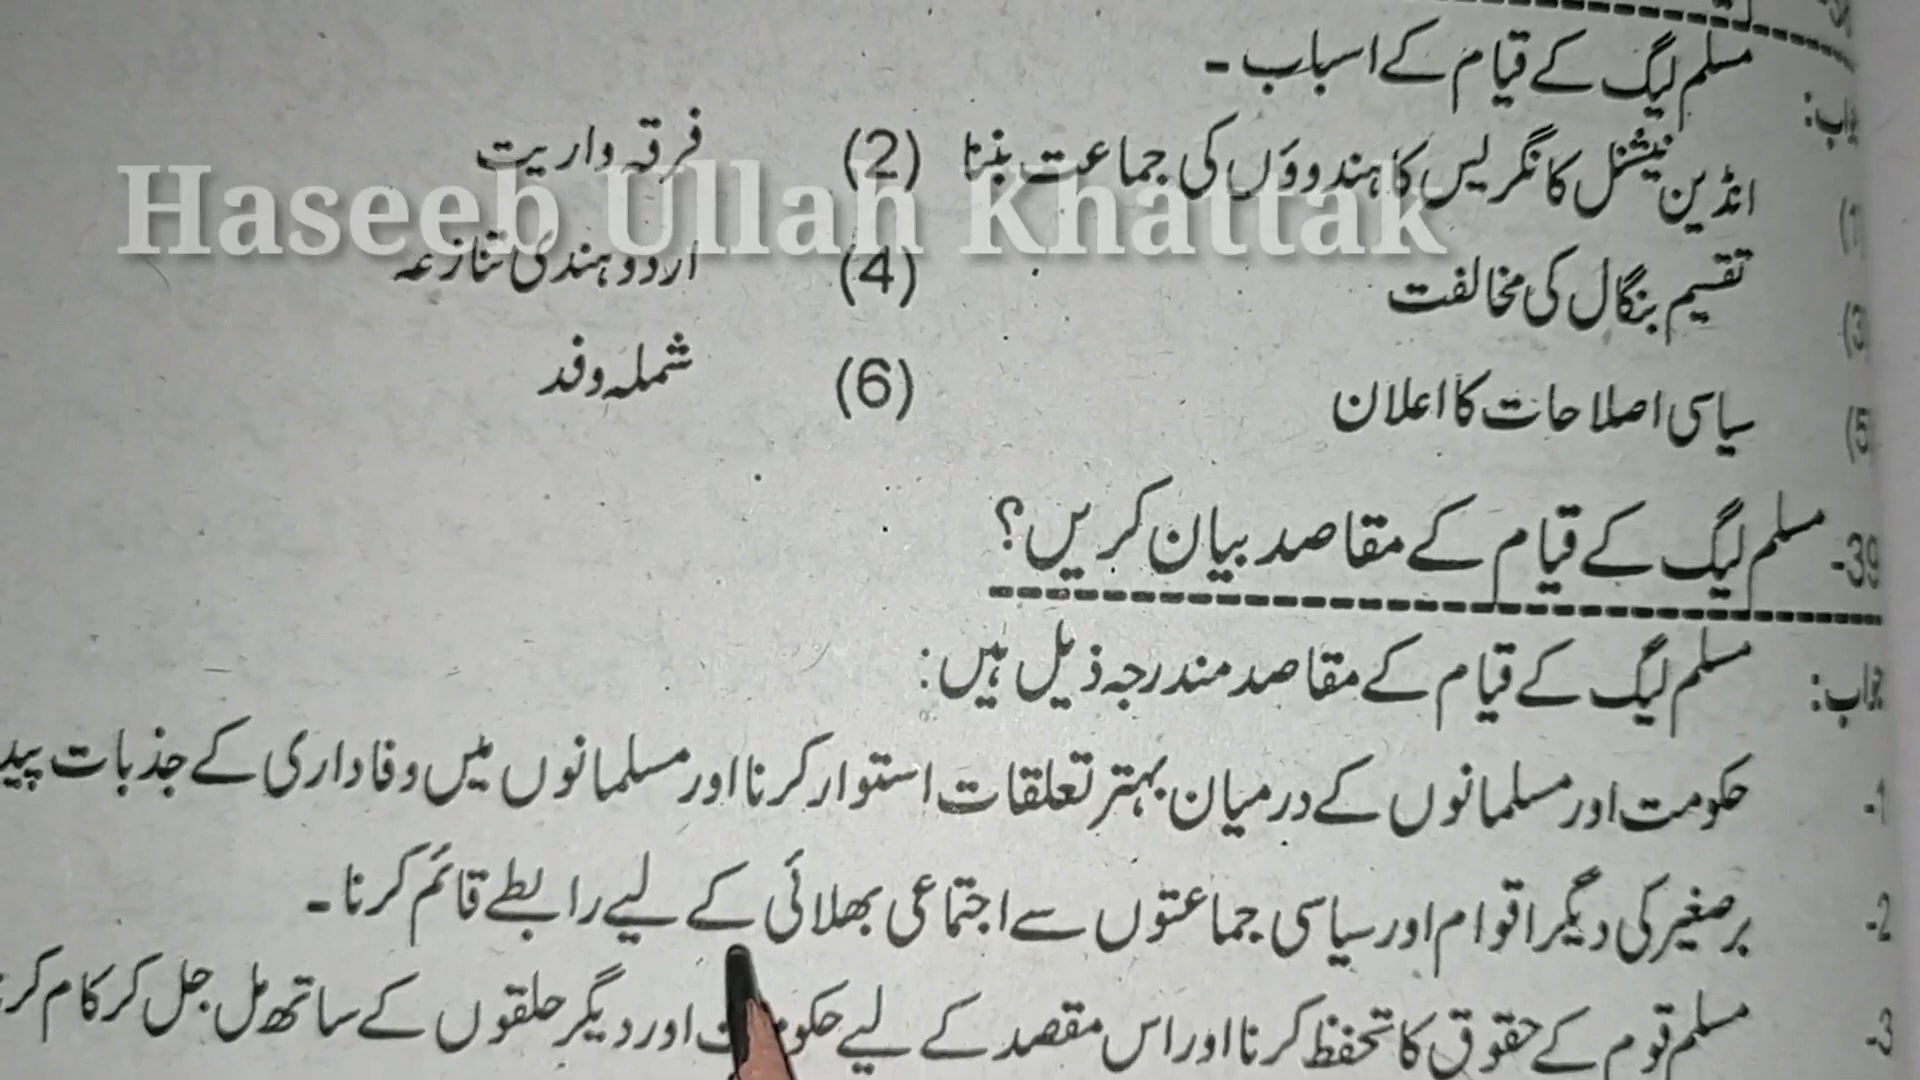 مسلم لیگ کے قیام کے اسباب -
انڈین نیشنل کانگریس کا ہندوؤں کی جماعت بننا (2) فرقہ واریت
Haseeb Ullah Khattak
(3 تقسیم بنگال کی مخالفت (4) اردو ہندی تنازعہ
(5 سیاسی اصلاحات کا اعلان (6) شملہ وفد
39- مسلم لیگ کے قیام کے مقاصد بیان کریں؟
جواب: مسلم لیگ کے قیام کے مقاصد مندرجہ ذیل ہیں:
1- حکومت اور مسلمانوں کے درمیان بہتر تعلقات استوار کرنا اور مسلمانوں میں وفاداری کے جذبات
2- برصغیر کی دیگر اقوام اور سیاسی جماعتوں سے اجتماعی بھلائی کے لیے رابطے قائم کرنا -
3- مسلم قوم کے حقوق کا تحفظ کرنا اور اس مقصد کے لیے حکومت اور دیگر حلقوں کے ساتھ مل جل کر کام